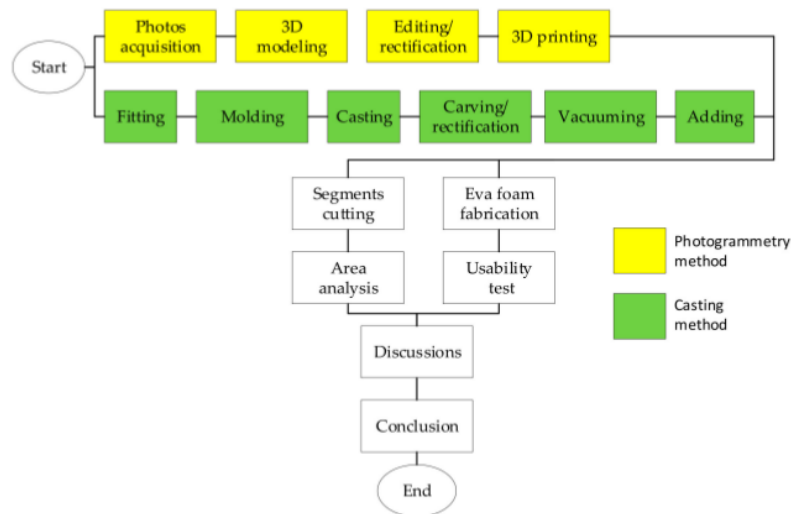 Start
Photos
acquisition
3D
modeling
Editing/
rectification
3D printing
Fitting
Molding
Casting
Carving/
rectification
Vacuuming
Adding
Segments
cutting
Eva foam
fabrication
Area
analysis
Usability
test
Photogrammetry
method
Casting
method
Discussions
Conclusion
End